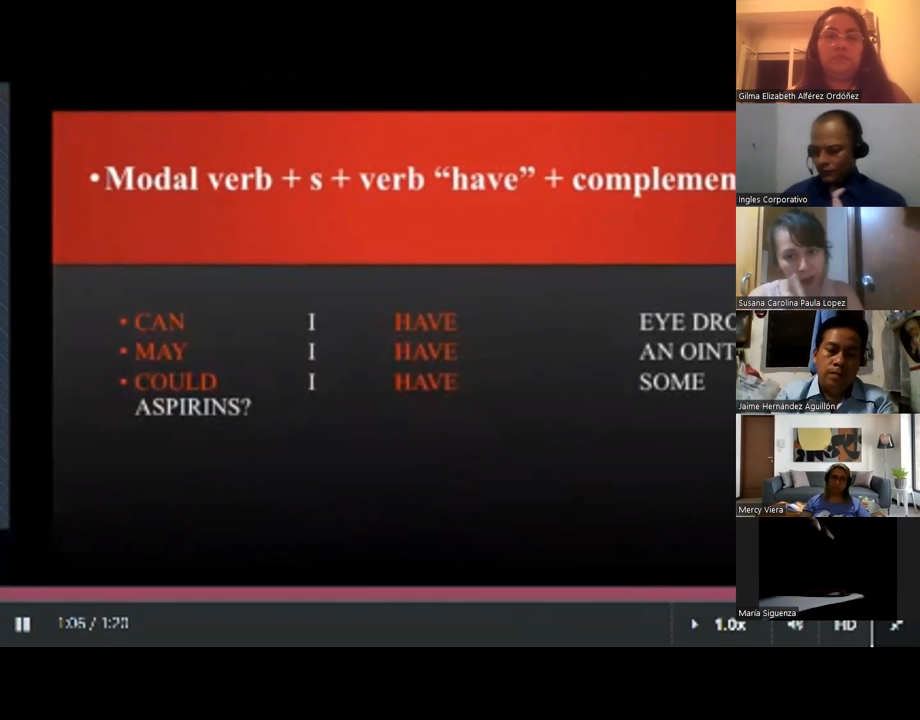 • Modal verb + s + verb “have” + complemen
• CAN I HAVE EYE DRO
• MAY I HAVE AN OINT
• COULD I HAVE SOME
ASPIRINS?
1:06 / 1:20
1.0x
HD
Gilma Elizabeth Alférez Ordóñez
Ingles Corporativo
Susana Carolina Paula Lopez
Jaime Hernández Aguillón
Mercy Viera
María Siguenza